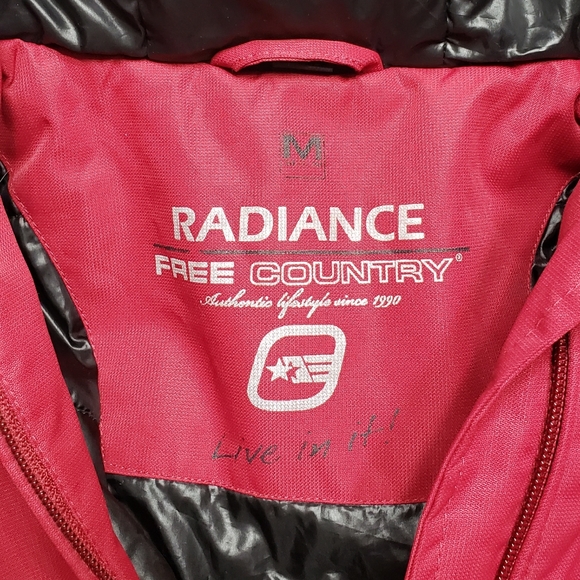 M
RADIANCE
FREE COUNTRY®
Authentic lifestyle since 1990
Live in it!